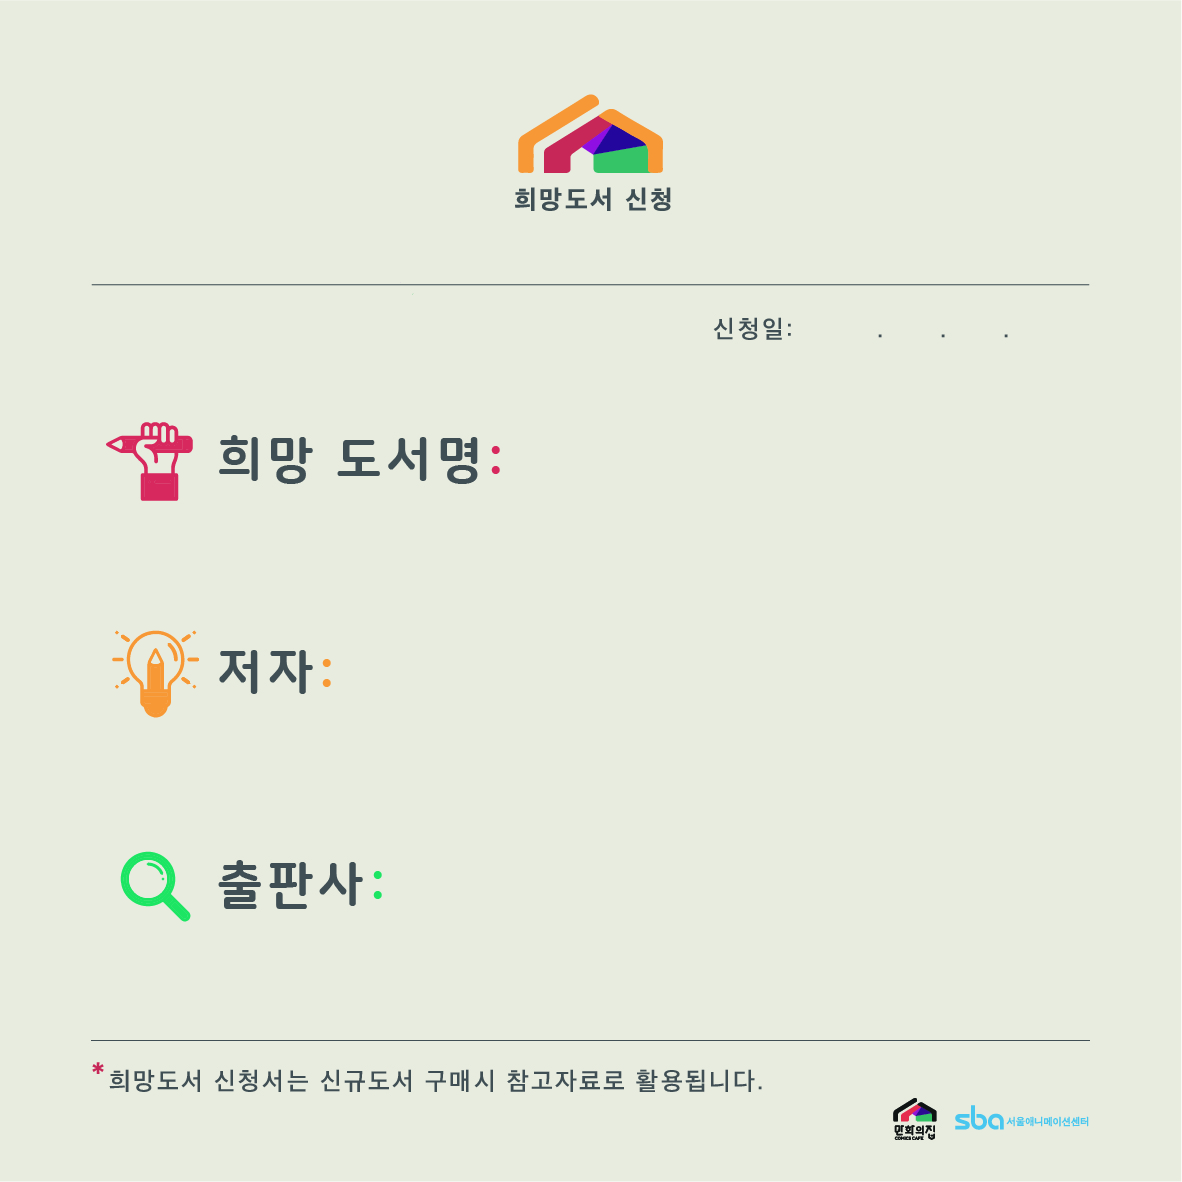 희망도서 신청
신청일: . . .
희망 도서명:
저자:
출판사:
*희망도서 신청서는 신규도서 구매시 참고자료로 활용됩니다.
만화의집
COMICS CAFE
sba 서울애니메이션센터